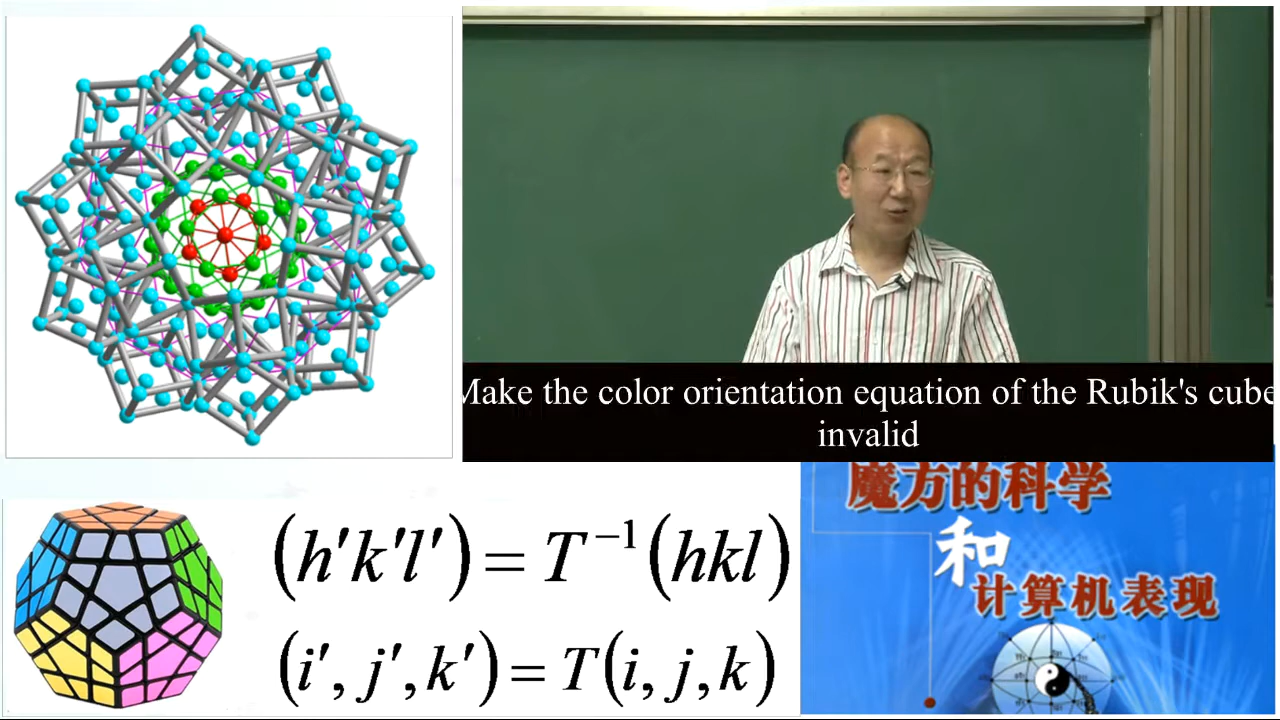 Make the color orientation equation of the Rubik's cube
invalid
魔方的科学
和
计算机表现
(h′k′l′) = T⁻¹(hkl)
(i′, j′, k′) = T(i, j, k)